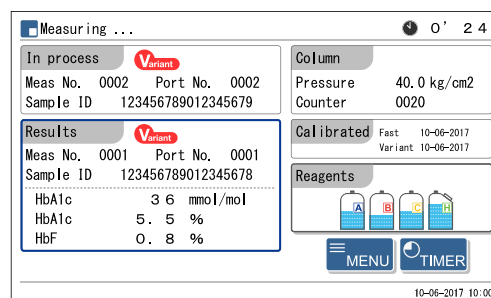 Measuring ...
0’ 24
In process
Variant
Meas No. 0002 Port No. 0002
Sample ID 123456789012345679
Results
Variant
Meas No. 0001 Port No. 0001
Sample ID 123456789012345678
HbA1c 36 mmol/mol
HbA1c 5.5 %
HbF 0.8 %
Column
Pressure 40.0 kg/cm2
Counter 0020
Calibrated Fast 10-06-2017
Variant 10-06-2017
Reagents
A B C H
MENU
TIMER
10-06-2017 10:00